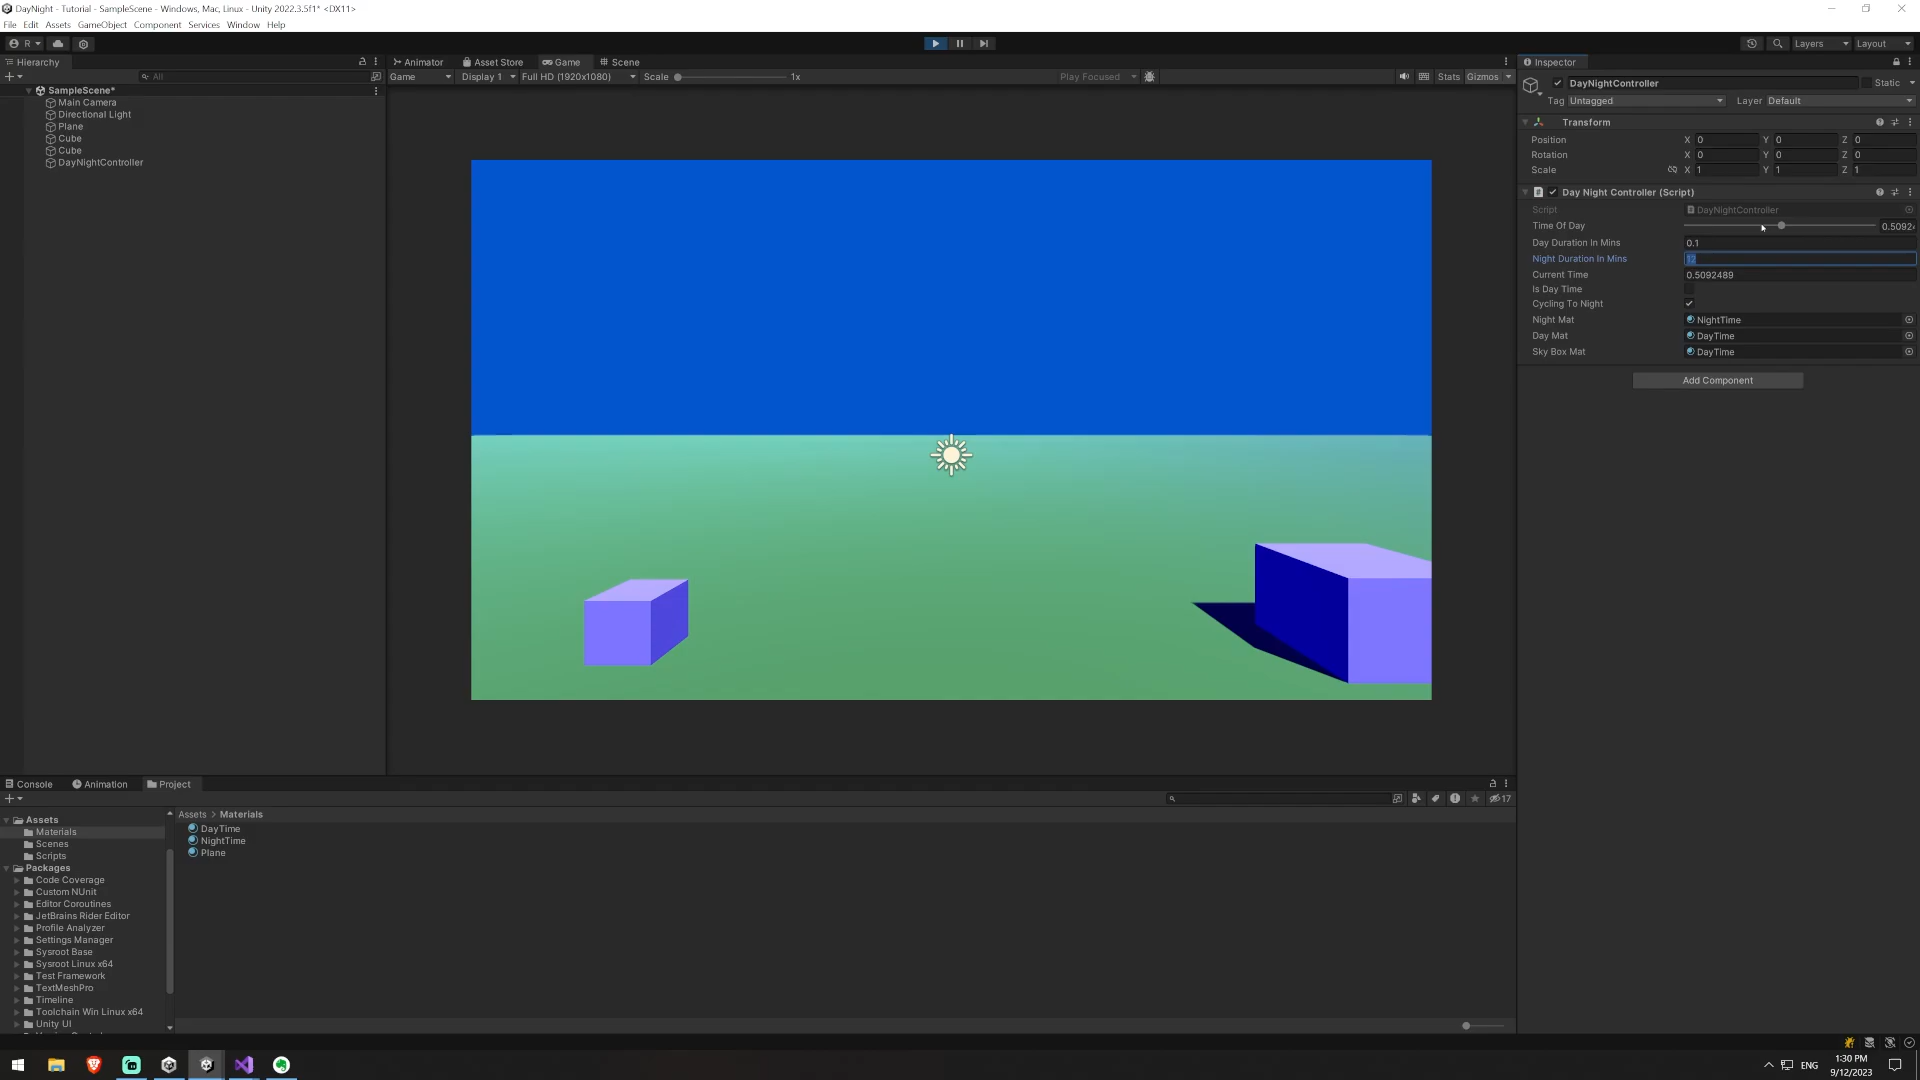 DayNight - Tutorial - SampleScene - Windows, Mac, Linux - Unity 2022.3.5f1* <DX11>
File Edit Assets GameObject Component Services Window Help
R
Layers Layout
Hierarchy
All
SampleScene*
Main Camera
Directional Light
Plane
Cube
Cube
DayNightController
Animator Asset Store Game Scene
Game Display 1 Full HD (1920x1080) Scale 1x Play Focused Stats Gizmos
Inspector
DayNightController Static
Tag Untagged Layer Default
Transform
Position X 0 Y 0 Z 0
Rotation X 0 Y 0 Z 0
Scale X 1 Y 1 Z 1
Day Night Controller (Script)
Script DayNightController
Time Of Day 0.5092
Day Duration In Mins 0.1
Night Duration In Mins 12
Current Time 0.5092489
Is Day Time
Cycling To Night
Night Mat NightTime
Day Mat DayTime
Sky Box Mat DayTime
Add Component
Console Animation Project
17
Assets
Materials
Scenes
Scripts
Packages
Code Coverage
Custom NUnit
Editor Coroutines
JetBrains Rider Editor
Profile Analyzer
Settings Manager
Sysroot Base
Sysroot Linux x64
Test Framework
TextMeshPro
Timeline
Toolchain Win Linux x64
Unity UI
Assets > Materials
DayTime
NightTime
Plane
ENG
1:30 PM
9/12/2023